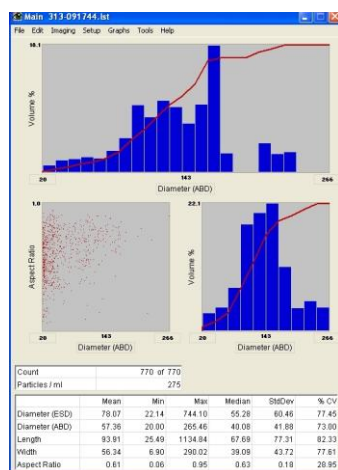 Main 313-091744.lst
File Edit Imaging Setup Graphs Tools Help
18.1
Volume %
20 143 266
Diameter (ABD)
1.0 22.1
Aspect Ratio Volume %
20 143 266 20 143 266
Diameter (ABD) Diameter (ABD)
Count 770 of 770
Particles / ml 275
Mean Min Max Median StdDev % CV
Diameter (ESD) 78.07 22.14 744.10 55.28 60.46 77.45
Diameter (ABD) 57.36 20.00 265.46 40.08 41.88 73.00
Length 93.91 25.49 1134.84 67.69 77.31 82.33
Width 56.34 6.90 290.02 39.09 43.72 77.61
Aspect Ratio 0.61 0.06 0.95 0.63 0.18 28.95